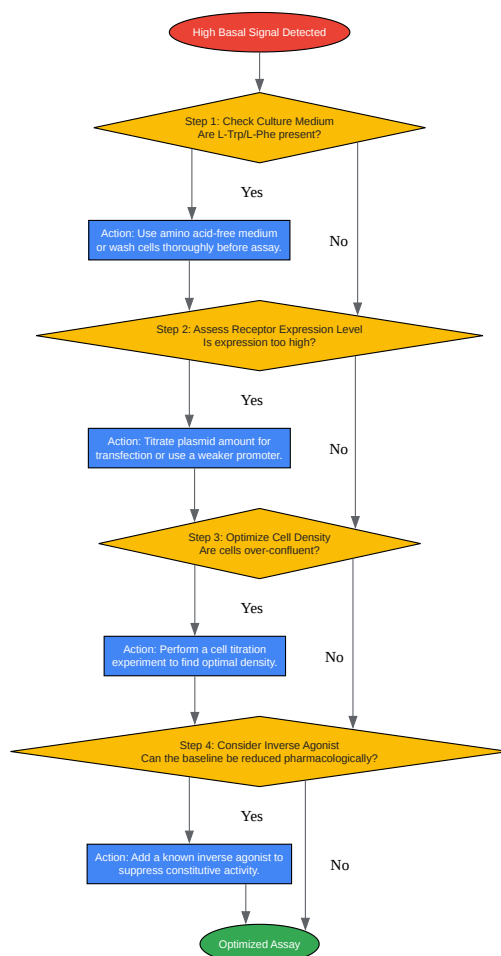 High Basal Signal Detected
Step 1: Check Culture Medium
Are L-Trp/L-Phe present?
Yes
Action: Use amino acid-free medium
or wash cells thoroughly before assay.
No
Step 2: Assess Receptor Expression Level
Is expression too high?
Yes
Action: Titrate plasmid amount for
transfection or use a weaker promoter.
No
Step 3: Optimize Cell Density
Are cells over-confluent?
Yes
Action: Perform a cell titration
experiment to find optimal density.
No
Step 4: Consider Inverse Agonist
Can the baseline be reduced pharmacologically?
Yes
Action: Add a known inverse agonist to
suppress constitutive activity.
No
Optimized Assay